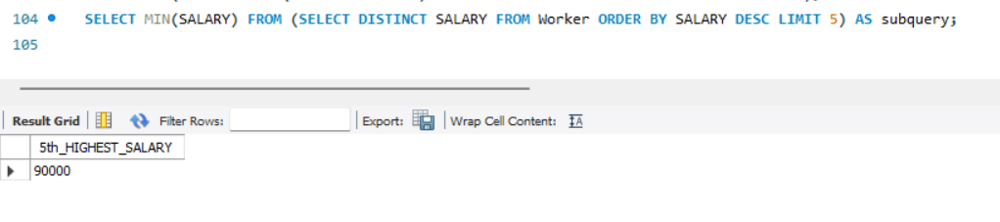 104 SELECT MIN(SALARY) FROM (SELECT DISTINCT SALARY FROM Worker ORDER BY SALARY DESC LIMIT 5) AS subquery;
105
Result Grid Filter Rows: Export: Wrap Cell Content:
5th_HIGHEST_SALARY
90000